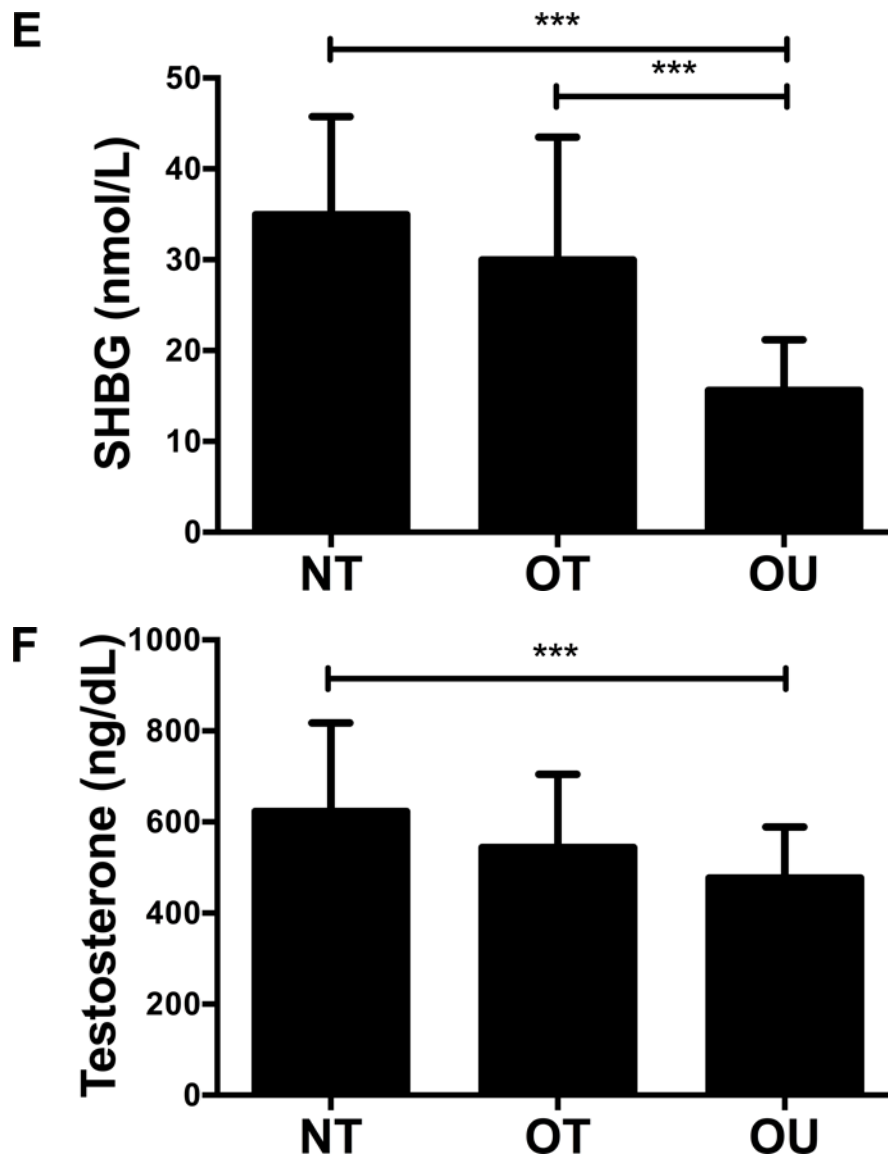 E
***
***
SHBG (nmol/L)
50
40
30
20
10
0
NT OT OU
F
***
Testosterone (ng/dL)
1000
800
600
400
200
0
NT OT OU